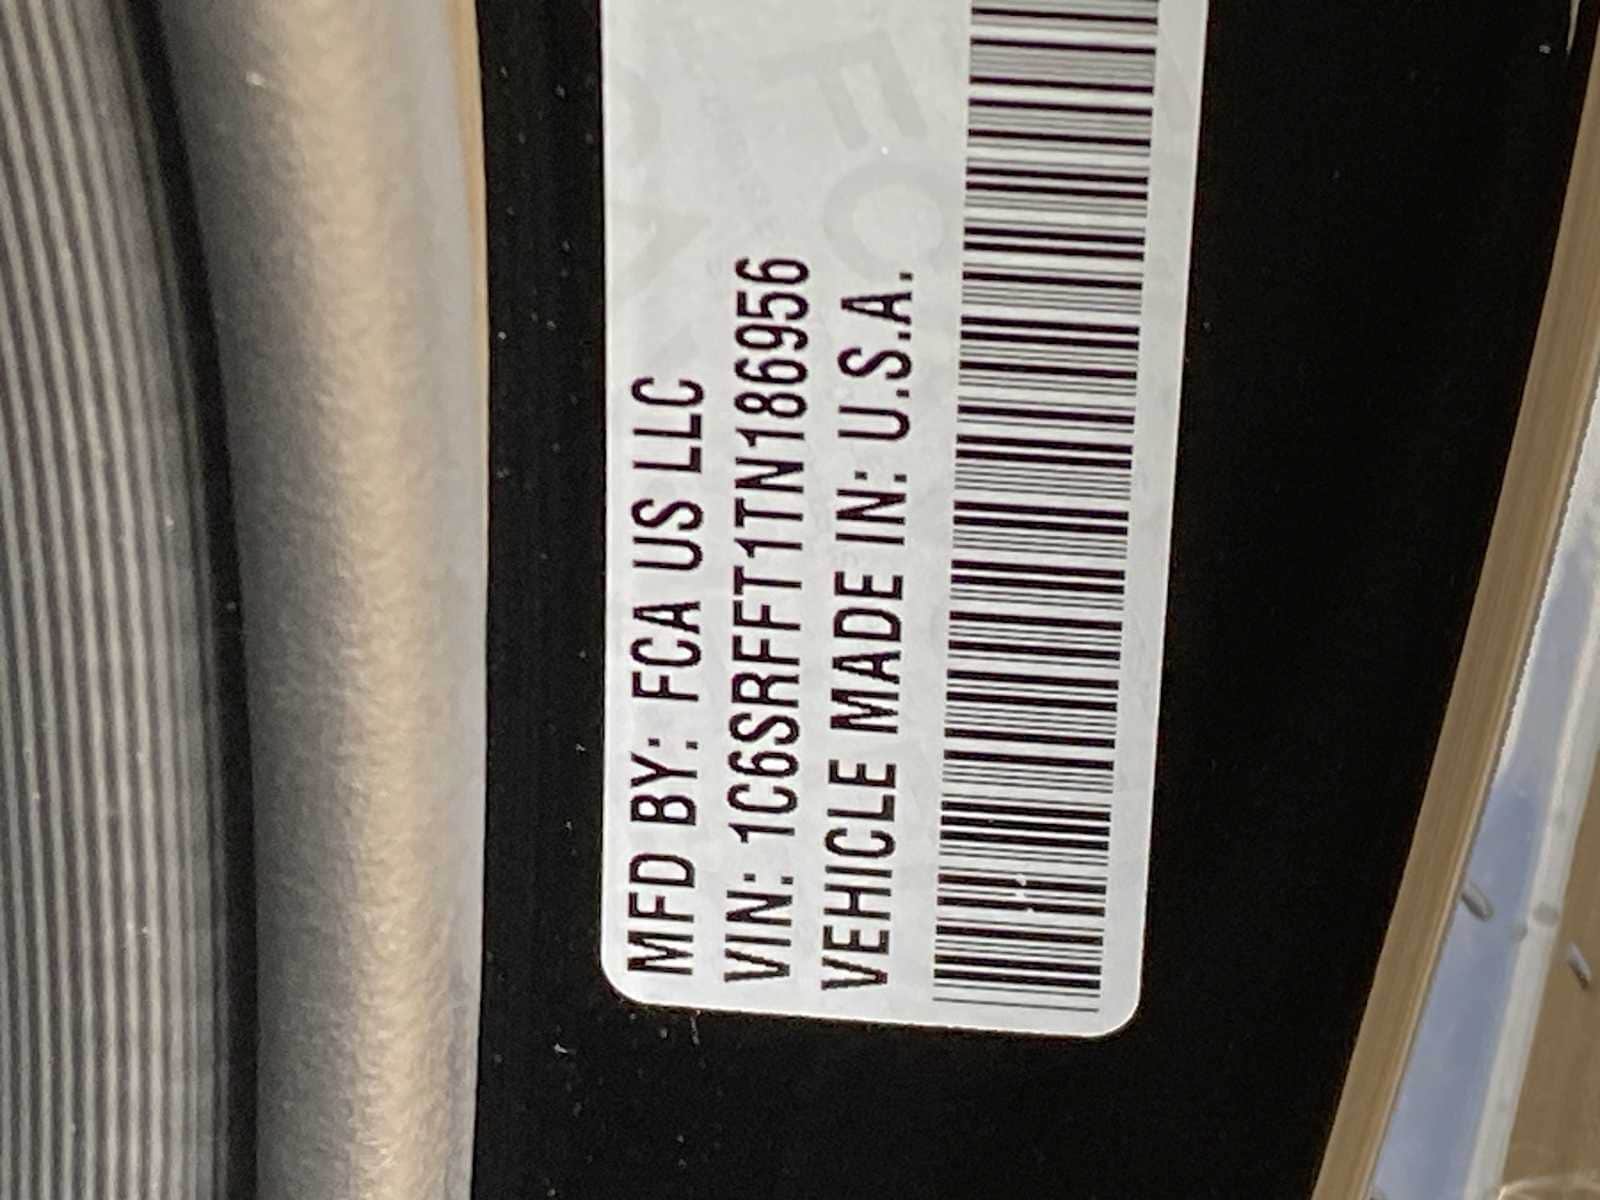 MFD BY: FCA US LLC
VIN: 1C6SRFFT1TN186956
VEHICLE MADE IN: U.S.A.